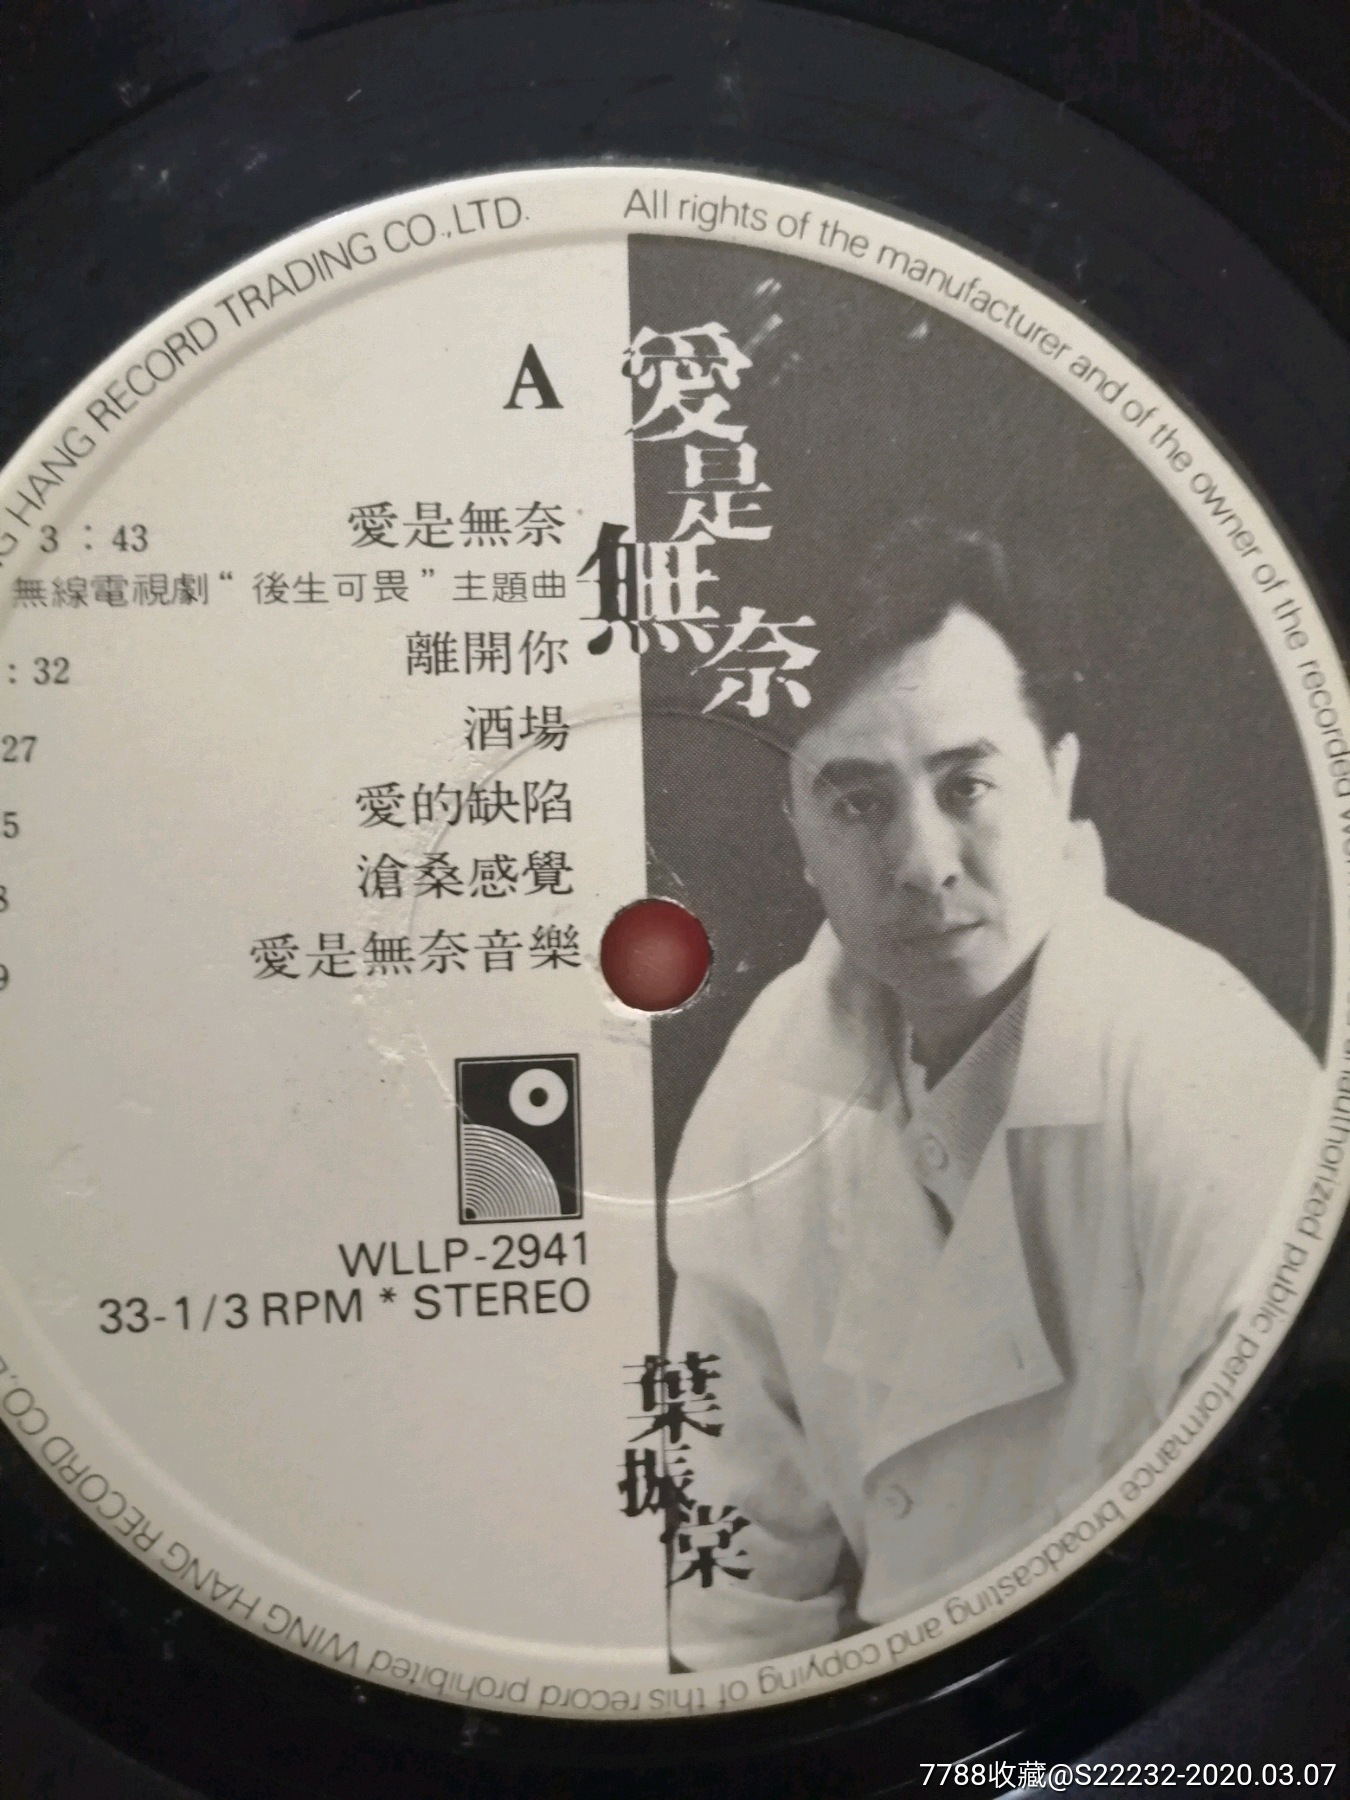 HANG RECORD TRADING CO.,LTD.
All rights of the manufacturer and of the owner of the recorded
unauthorized public performance broadcasting and copying of this record prohibited WING HANG RECORD CO.,
A
愛是無奈
愛是無奈 3:43
無線電視劇“後生可畏”主題曲
離開你 :32
酒場 27
愛的缺陷 5
滄桑感覺 8
愛是無奈音樂 9
WLLP-2941
33-1/3 RPM * STEREO
葉振棠
7788收藏@S22232-2020.03.07